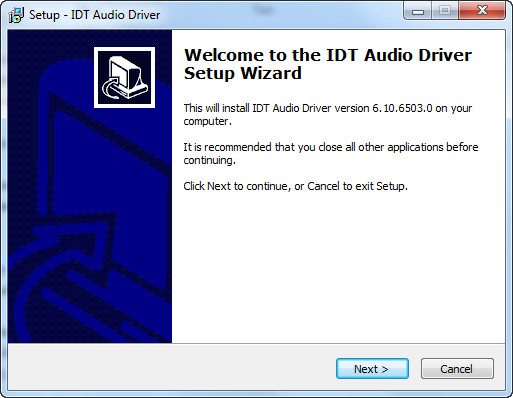 Setup - IDT Audio Driver
Welcome to the IDT Audio Driver
Setup Wizard
This will install IDT Audio Driver version 6.10.6503.0 on your
computer.
It is recommended that you close all other applications before
continuing.
Click Next to continue, or Cancel to exit Setup.
Next >
Cancel